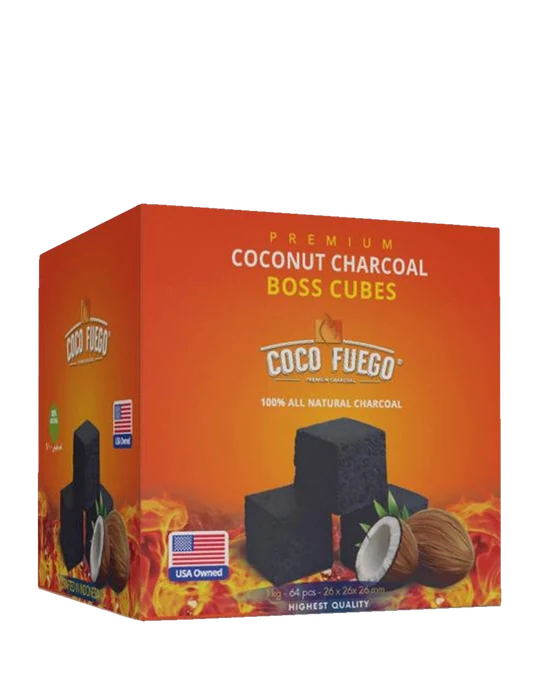 PREMIUM
COCONUT CHARCOAL
BOSS CUBES
COCO FUEGO®
PREMIUM CHARCOAL
100% ALL NATURAL CHARCOAL
USA Owned
1kg - 64 pcs - 26 x 26x 26 mm
HIGHEST QUALITY
COCO FUEGO®
USA Owned